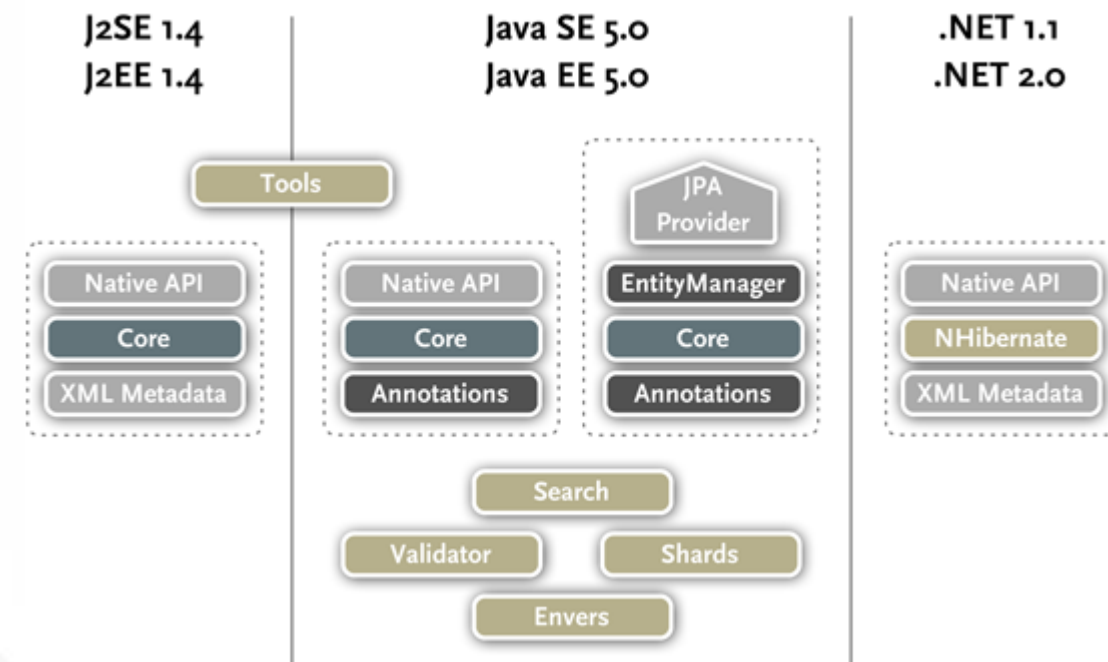 J2SE 1.4
J2EE 1.4
Java SE 5.0
Java EE 5.0
.NET 1.1
.NET 2.0
Tools
JPA
Provider
Native API
Core
XML Metadata
Native API
Core
Annotations
EntityManager
Core
Annotations
Native API
NHibernate
XML Metadata
Search
Validator
Shards
Envers